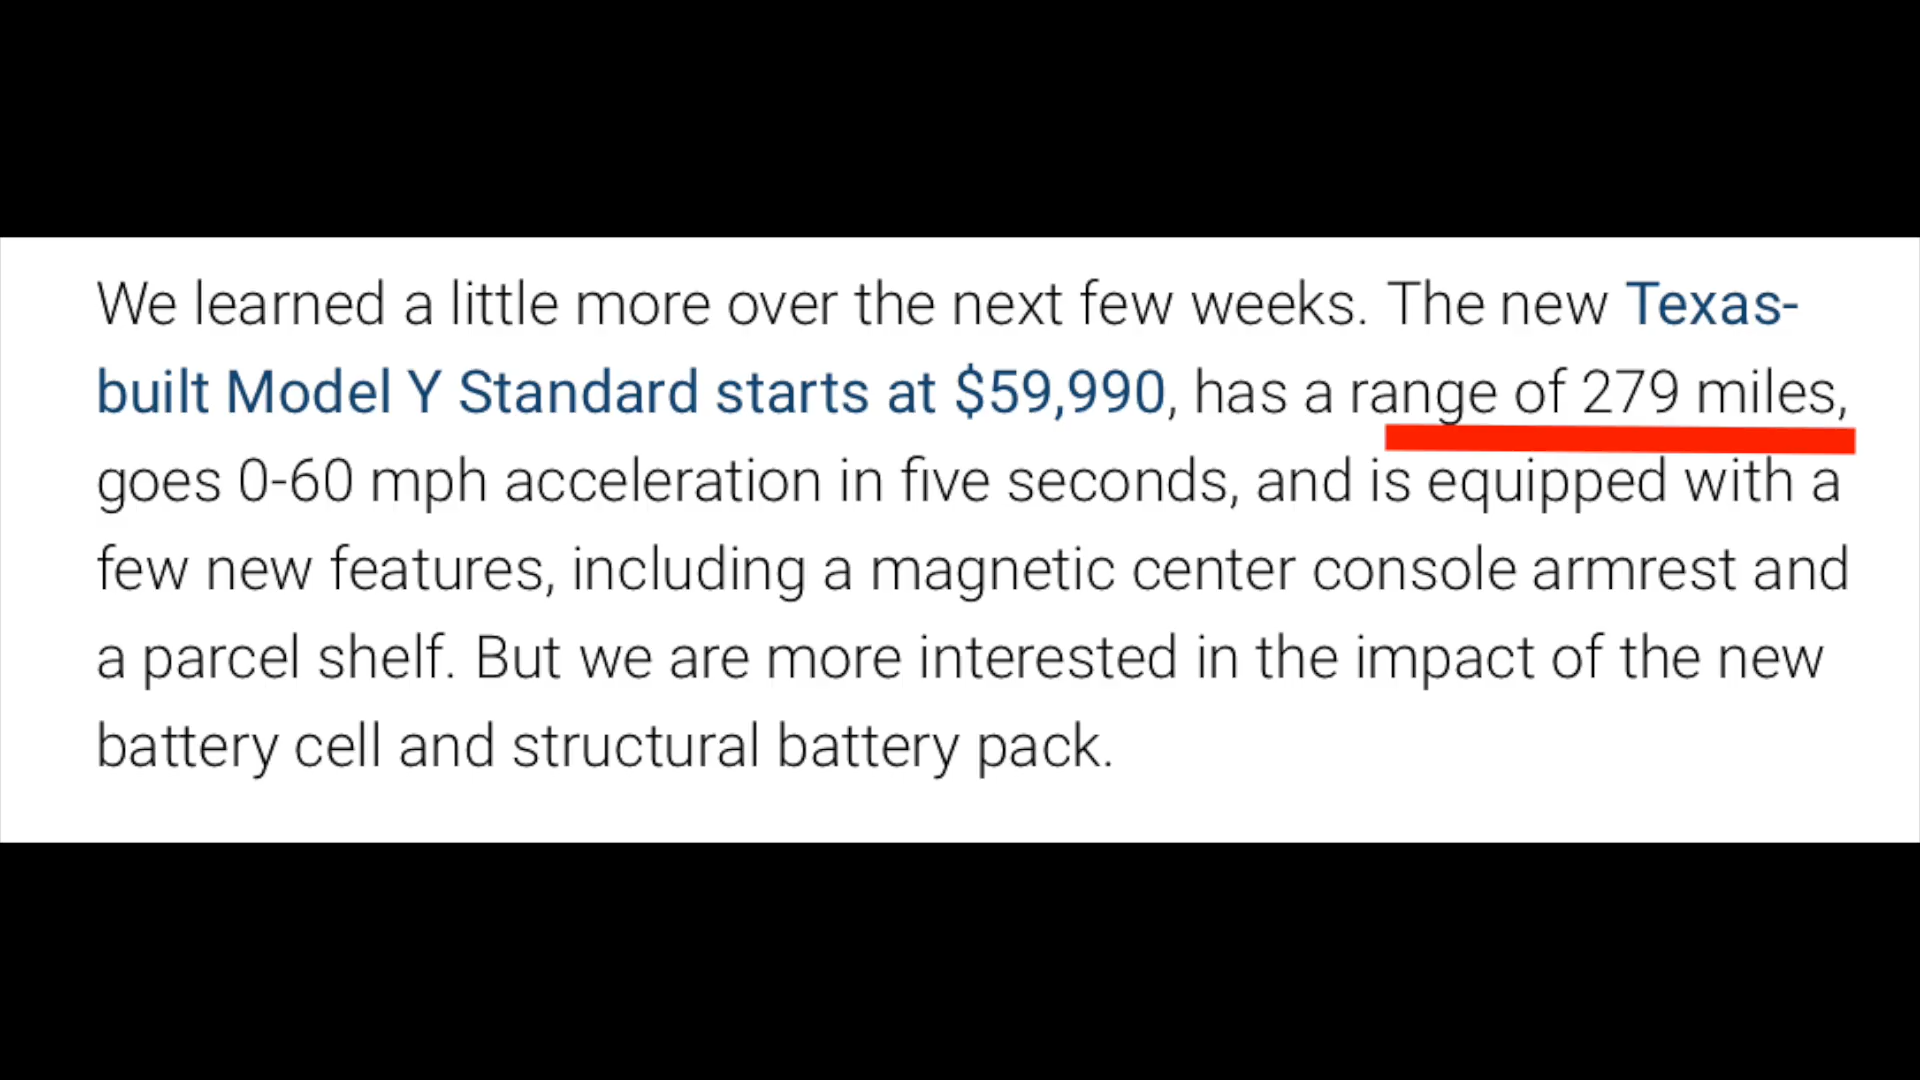 We learned a little more over the next few weeks. The new Texas-
built Model Y Standard starts at $59,990, has a range of 279 miles,
goes 0-60 mph acceleration in five seconds, and is equipped with a
few new features, including a magnetic center console armrest and
a parcel shelf. But we are more interested in the impact of the new
battery cell and structural battery pack.